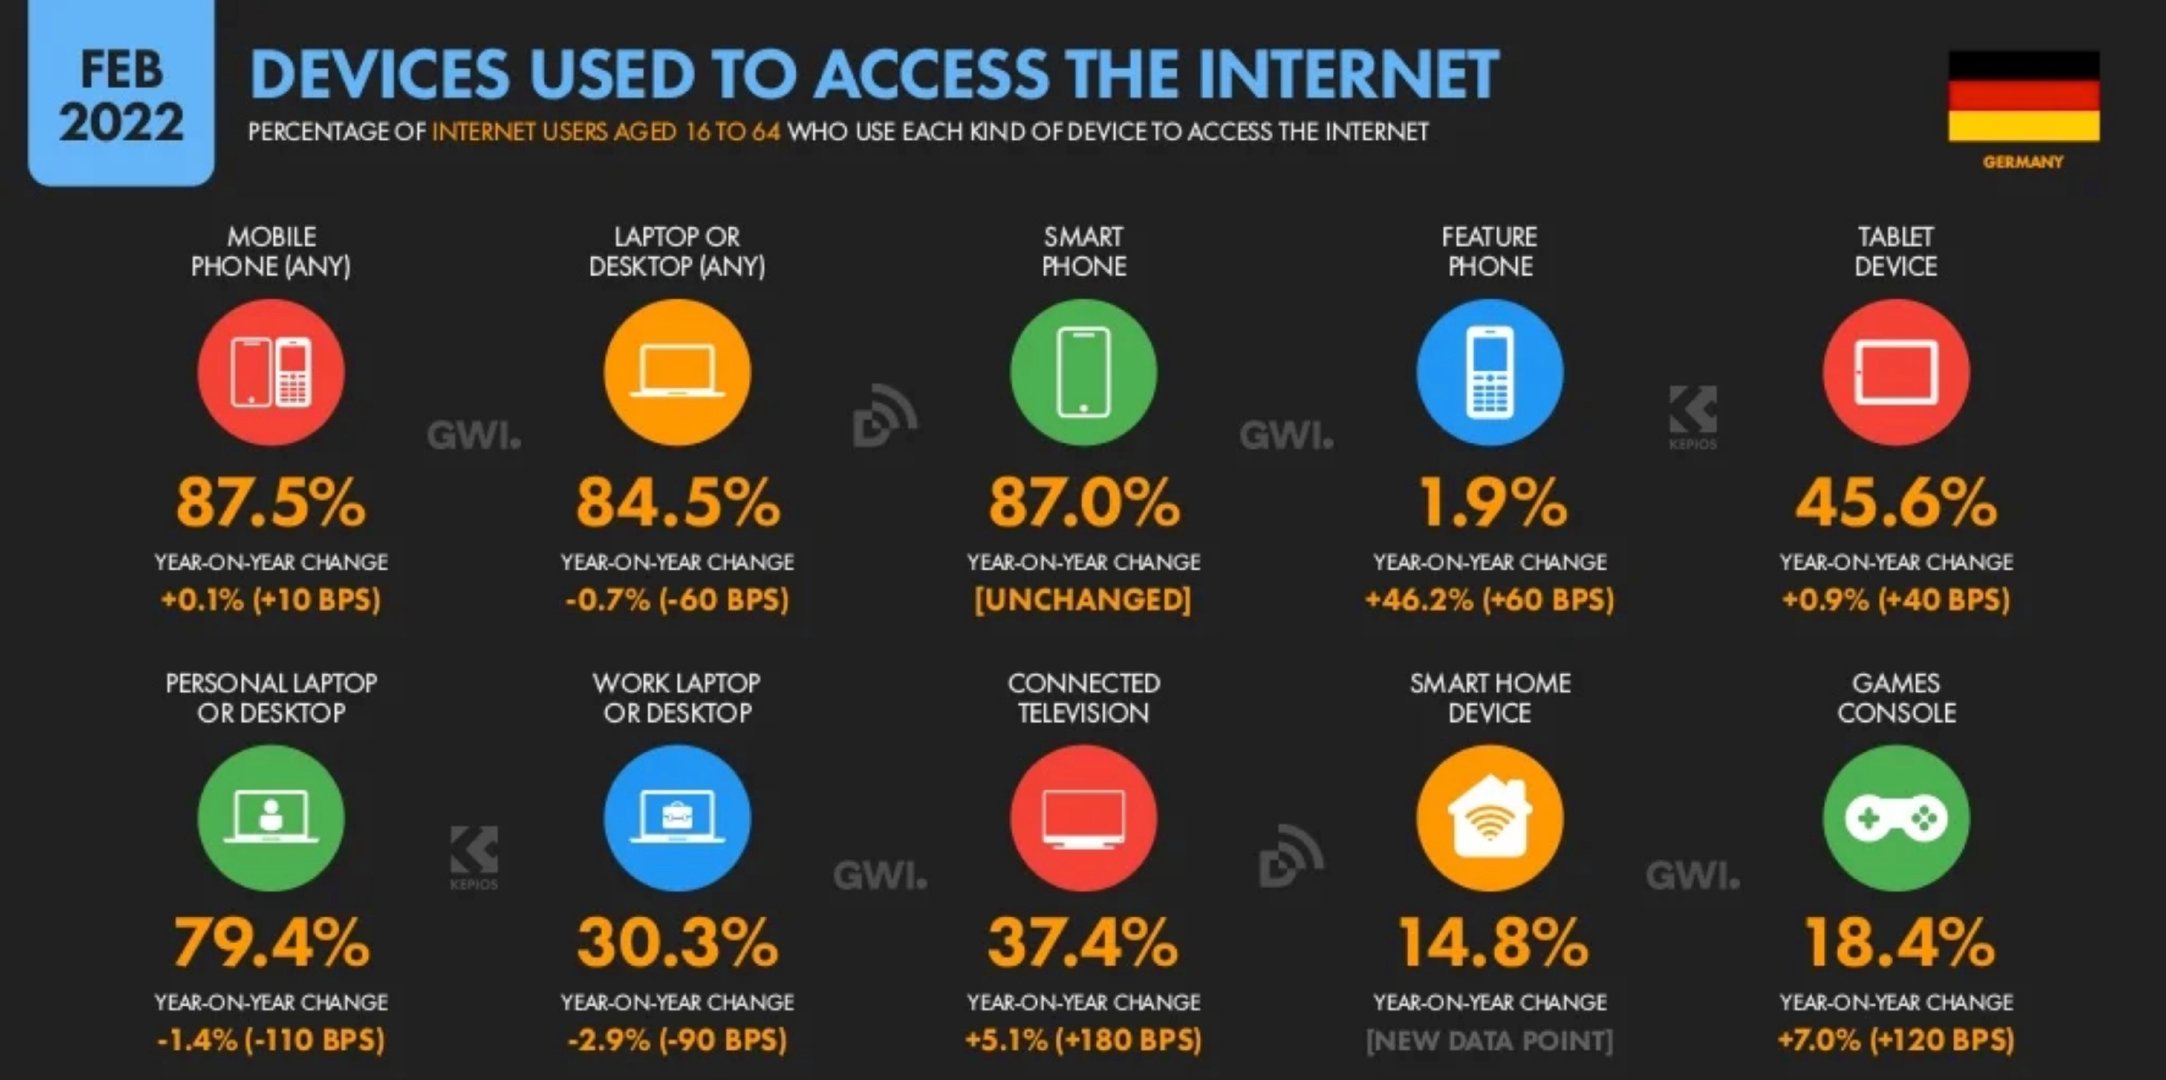 FEB
2022
DEVICES USED TO ACCESS THE INTERNET
PERCENTAGE OF INTERNET USERS AGED 16 TO 64 WHO USE EACH KIND OF DEVICE TO ACCESS THE INTERNET
GERMANY
MOBILE
PHONE (ANY)
87.5%
YEAR-ON-YEAR CHANGE
+0.1% (+10 BPS)
GWI.
LAPTOP OR
DESKTOP (ANY)
84.5%
YEAR-ON-YEAR CHANGE
-0.7% (-60 BPS)
SMART
PHONE
87.0%
YEAR-ON-YEAR CHANGE
[UNCHANGED]
GWI.
FEATURE
PHONE
1.9%
YEAR-ON-YEAR CHANGE
+46.2% (+60 BPS)
KEPIOS
TABLET
DEVICE
45.6%
YEAR-ON-YEAR CHANGE
+0.9% (+40 BPS)
PERSONAL LAPTOP
OR DESKTOP
79.4%
YEAR-ON-YEAR CHANGE
-1.4% (-110 BPS)
KEPIOS
WORK LAPTOP
OR DESKTOP
30.3%
YEAR-ON-YEAR CHANGE
-2.9% (-90 BPS)
GWI.
CONNECTED
TELEVISION
37.4%
YEAR-ON-YEAR CHANGE
+5.1% (+180 BPS)
SMART HOME
DEVICE
14.8%
YEAR-ON-YEAR CHANGE
[NEW DATA POINT]
GWI.
GAMES
CONSOLE
18.4%
YEAR-ON-YEAR CHANGE
+7.0% (+120 BPS)